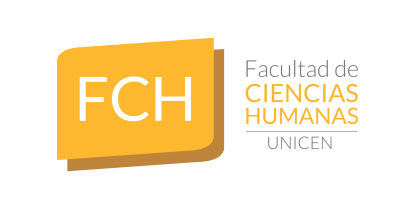 FCH
Facultad de
CIENCIAS
HUMANAS
UNICEN